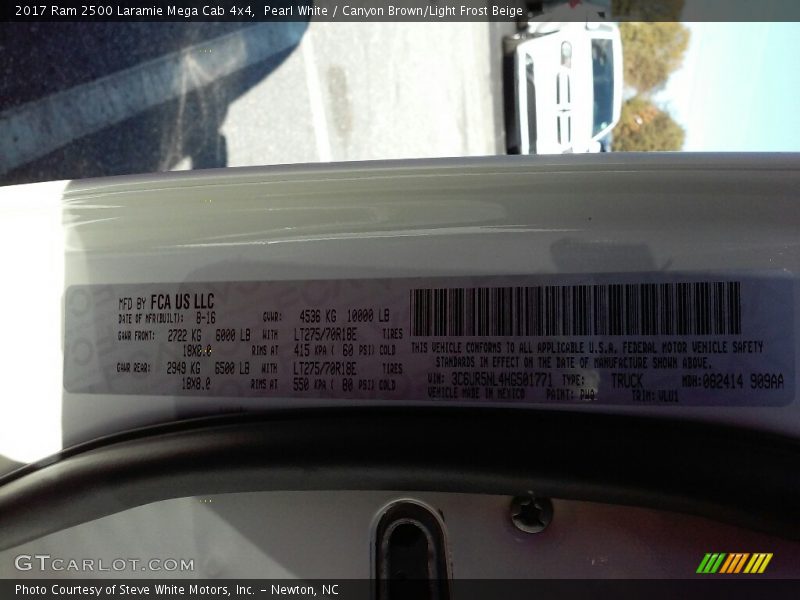 2017 Ram 2500 Laramie Mega Cab 4x4,  Pearl White / Canyon Brown/Light Frost Beige
MFD BY FCA US LLC
DATE OF MFR(BUILT): 8-16 GVWR: 4536 KG 10000 LB
GAWR FRONT: 2722 KG 6000 LB WITH LT275/70R18E TIRES
18X8.0 RIMS AT 415 KPA ( 60 PSI) COLD
GAWR REAR: 2949 KG 6500 LB WITH LT275/70R18E TIRES
18X8.0 RIMS AT 550 KPA ( 80 PSI) COLD
THIS VEHICLE CONFORMS TO ALL APPLICABLE U.S.A. FEDERAL MOTOR VEHICLE SAFETY
STANDARDS IN EFFECT ON THE DATE OF MANUFACTURE SHOWN ABOVE.
VIN: 3C6UR5NL4HG501771 TYPE: TRUCK MDH: 082414 909AA
VEHICLE MADE IN MEXICO PAINT: PWQ TRIM: VLU1
GTCARLOT.COM
Photo Courtesy of Steve White Motors, Inc. – Newton, NC